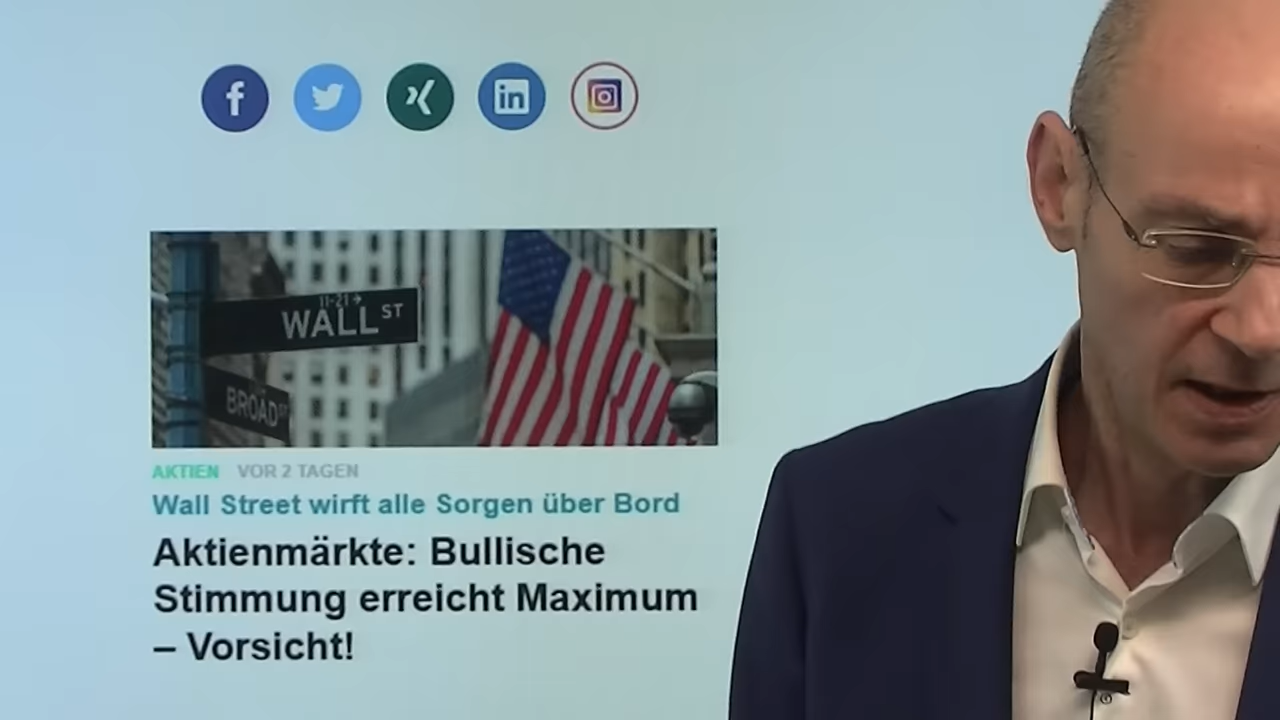 f
in
11-21→
WALL ST
BROAD ST
AKTIEN VOR 2 TAGEN
Wall Street wirft alle Sorgen über Bord
Aktienmärkte: Bullische
Stimmung erreicht Maximum
– Vorsicht!